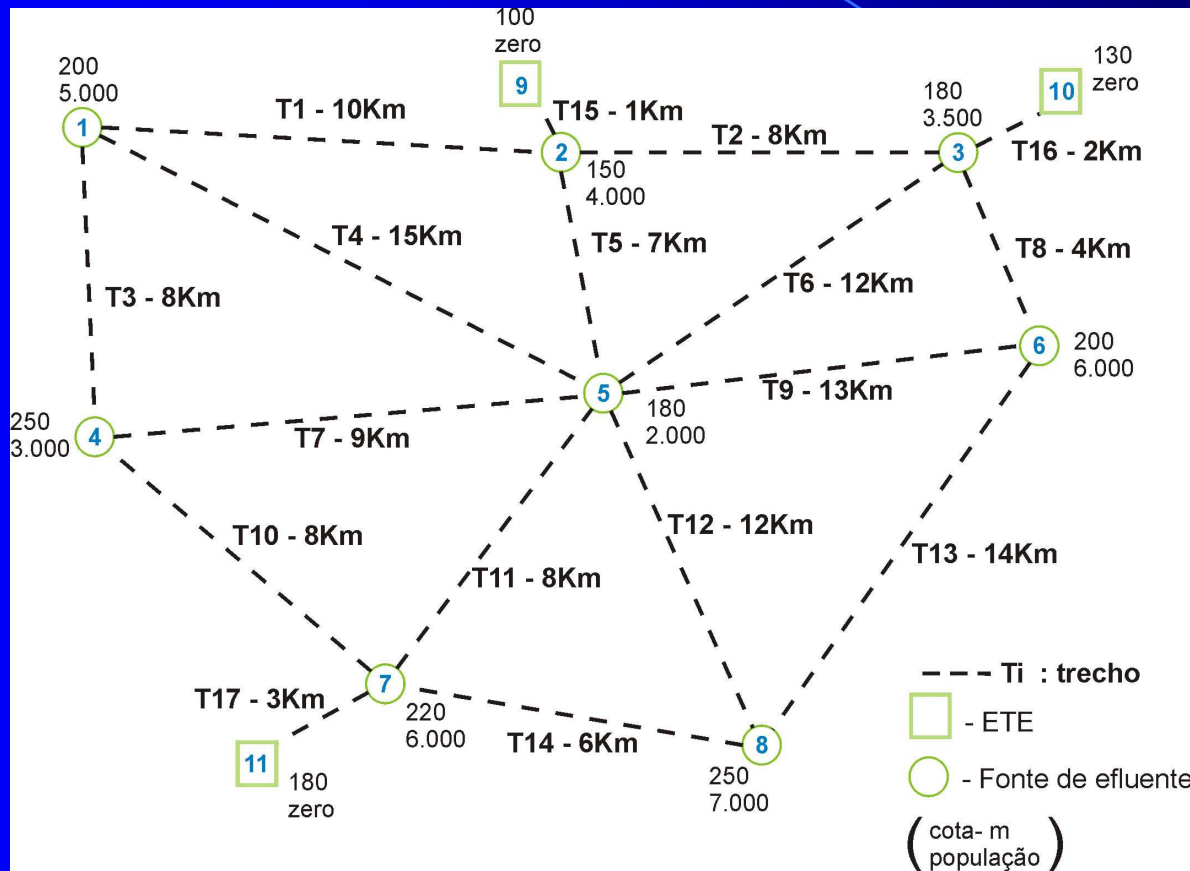 100
zero
9
T15 - 1Km
130
zero
10
200
5.000
1
T1 - 10Km
2
150
4.000
T2 - 8Km
180
3.500
3
T16 - 2Km
T4 - 15Km
T5 - 7Km
T8 - 4Km
T3 - 8Km
T6 - 12Km
6
200
6.000
5
180
2.000
T9 - 13Km
250
3.000
4
T7 - 9Km
T10 - 8Km
T12 - 12Km
T11 - 8Km
T13 - 14Km
T17 - 3Km
7
220
6.000
T14 - 6Km
8
250
7.000
11
180
zero
Ti : trecho
- ETE
- Fonte de efluente
( cota- m
população )